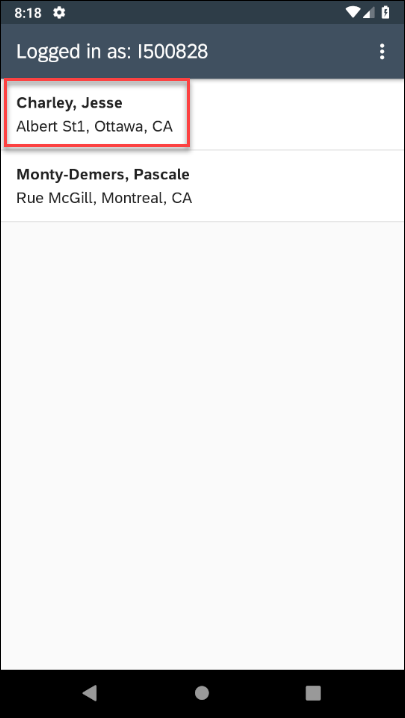 8:18
Logged in as: I500828
Charley, Jesse
Albert St1, Ottawa, CA
Monty-Demers, Pascale
Rue McGill, Montreal, CA